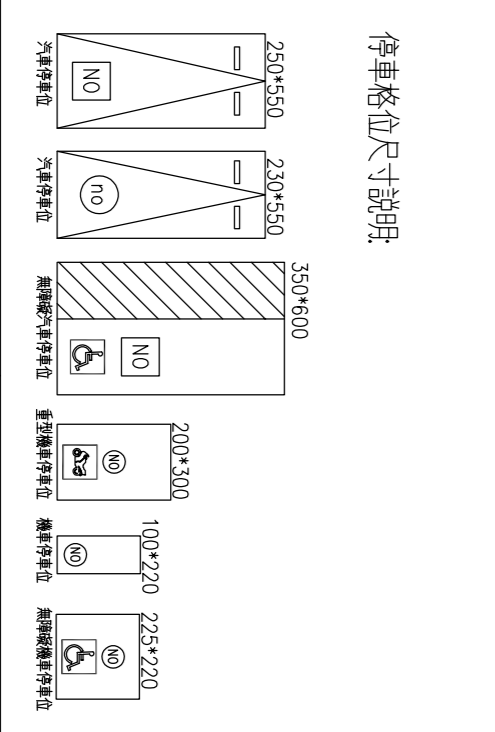 停車格位尺寸說明:
250*550
NO
汽車停車位
230*550
no
汽車停車位
350*600
NO
無障礙汽車停車位
200*300
NO
重型機車停車位
100*220
NO
機車停車位
225*220
NO
無障礙機車停車位